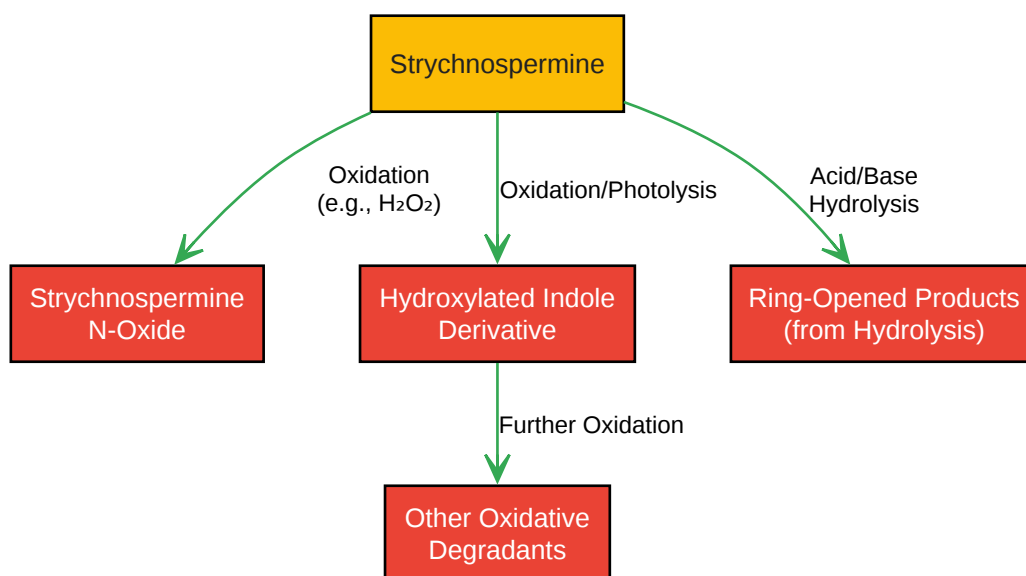 Strychnospermine
Oxidation
(e.g., H₂O₂)
Oxidation/Photolysis
Acid/Base
Hydrolysis
Strychnospermine
N-Oxide
Hydroxylated Indole
Derivative
Ring-Opened Products
(from Hydrolysis)
Further Oxidation
Other Oxidative
Degradants